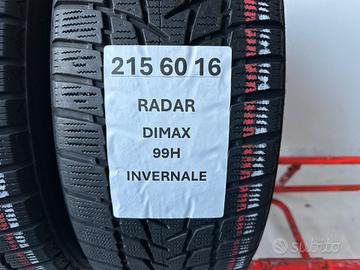 215 60 16
RADAR
DIMAX
99H
INVERNALE
subito